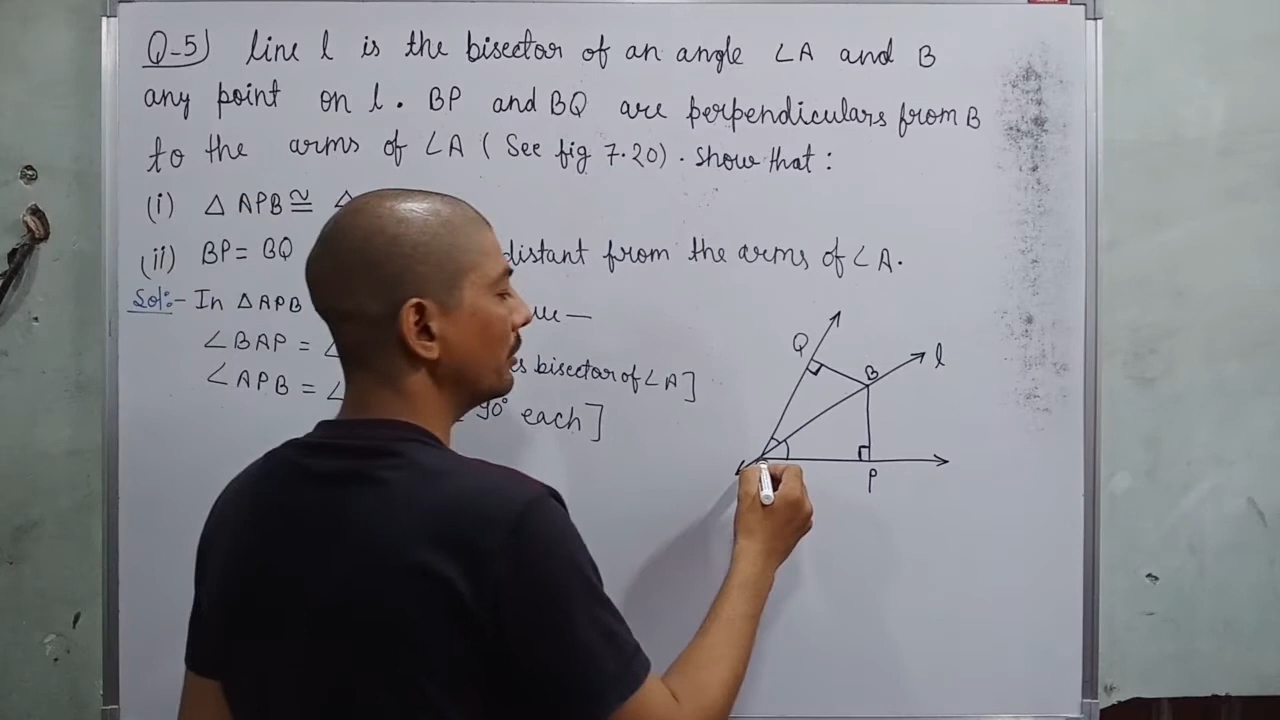 Q-5) line l is the bisector of an angle ∠A and B
any point on l. BP and BQ are perpendiculars from B
to the arms of ∠A (See fig 7.20). Show that:
(i) △ APB ≅ △
(ii) BP = BQ distant from the arms of ∠A.
Sol:- In △APB
∠BAP = ∠ bisector of ∠A]
∠APB = ∠ 90° each]
Q
B
l
P